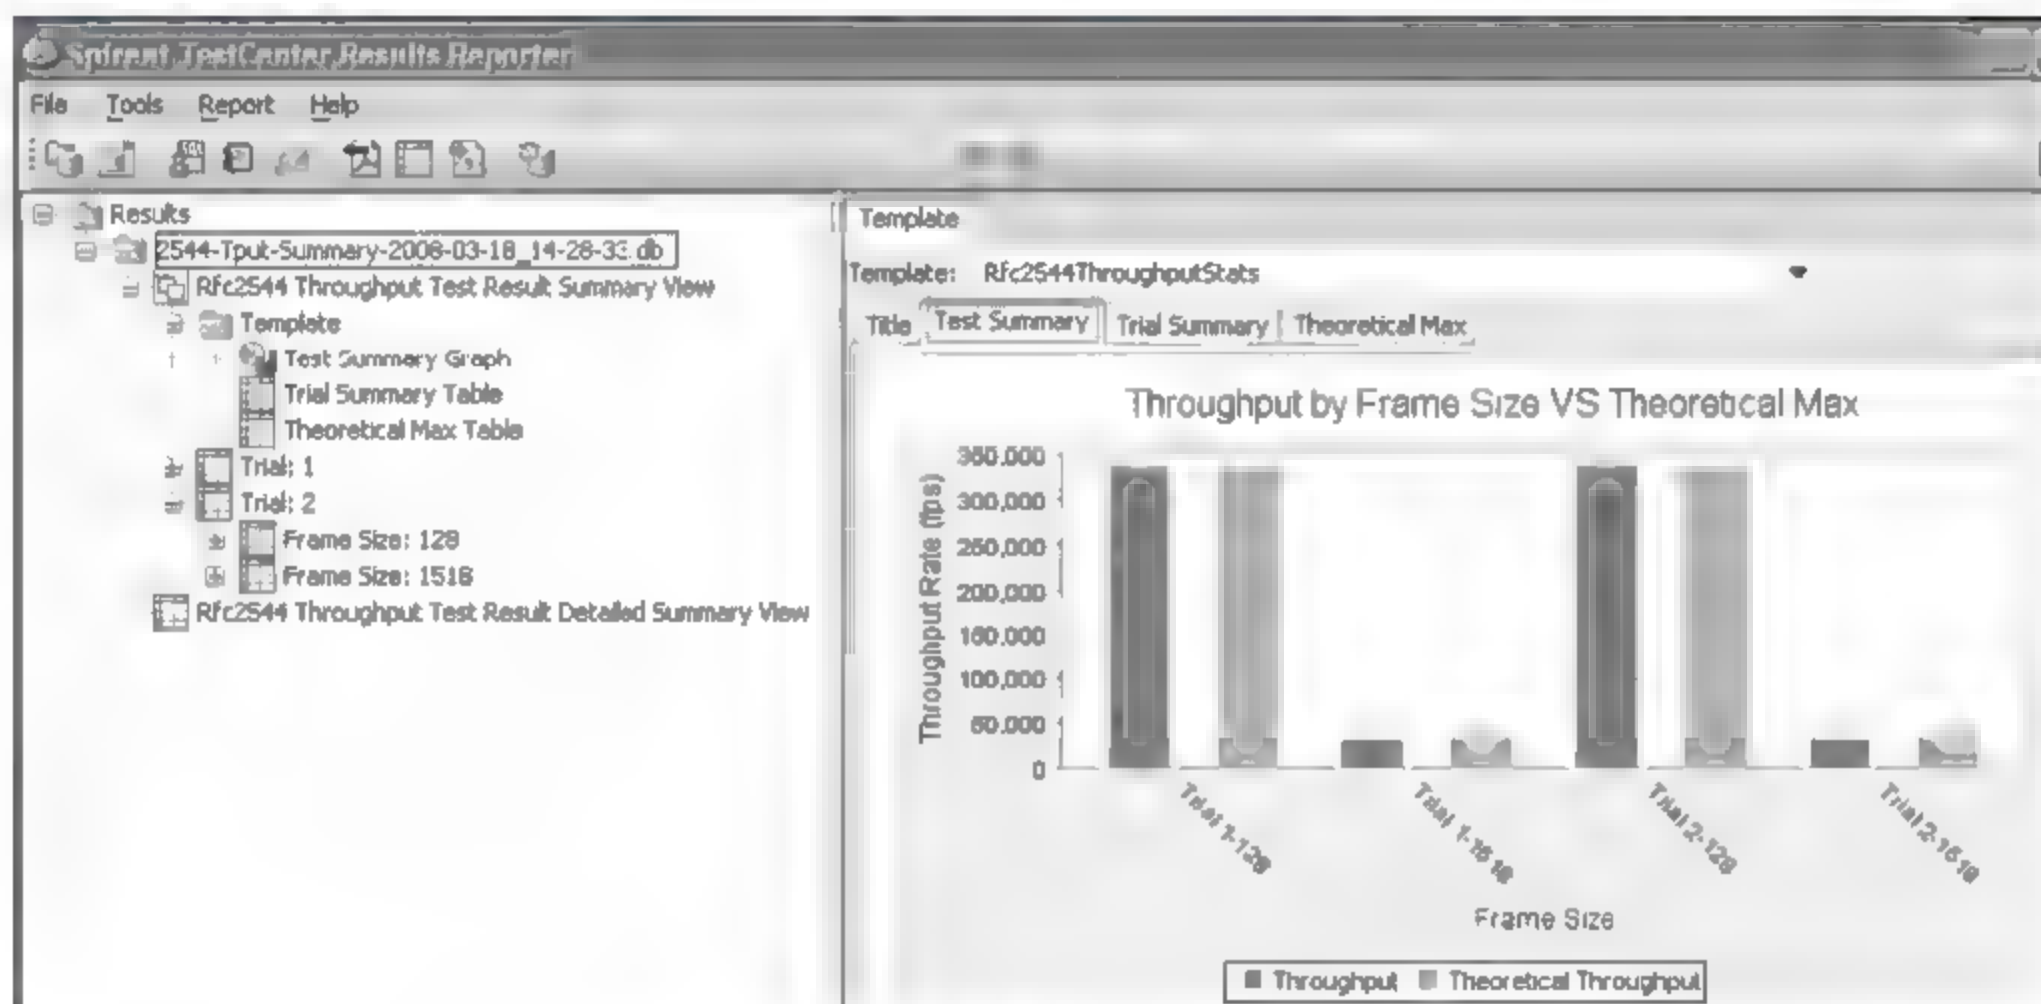 Spirent TestCenter Results Reporter
File Tools Report Help
Results
2544-Tput-Summary-2008-03-18_14-28-33.db
Rfc2544 Throughput Test Result Summary View
Template
Test Summary Graph
Trial Summary Table
Theoretical Max Table
Trial: 1
Trial: 2
Frame Size: 128
Frame Size: 1518
Rfc2544 Throughput Test Result Detailed Summary View
Template
Template: Rfc2544ThroughputStats
Title Test Summary Trial Summary Theoretical Max
Throughput by Frame Size VS Theoretical Max
Throughput Rate (fps)
350.000
300,000
250,000
200,000
150.000
100,000
50.000
0
Trial 1-128
Trial 1-1518
Trial 2-128
Trial 2-1518
Frame Size
Throughput Theoretical Throughput